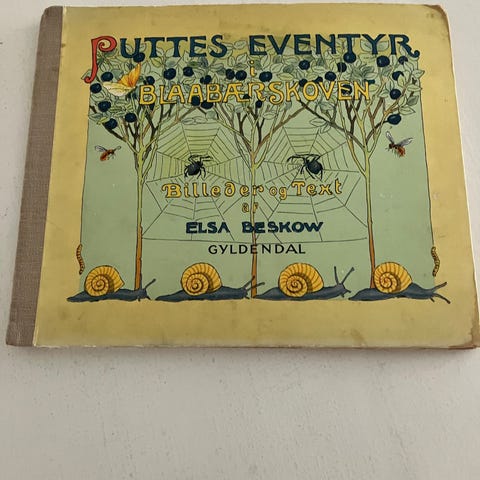 PUTTES EVENTYR
i
BLAABÆRSKOVEN
Billeder og Text
af
ELSA BESKOW
GYLDENDAL